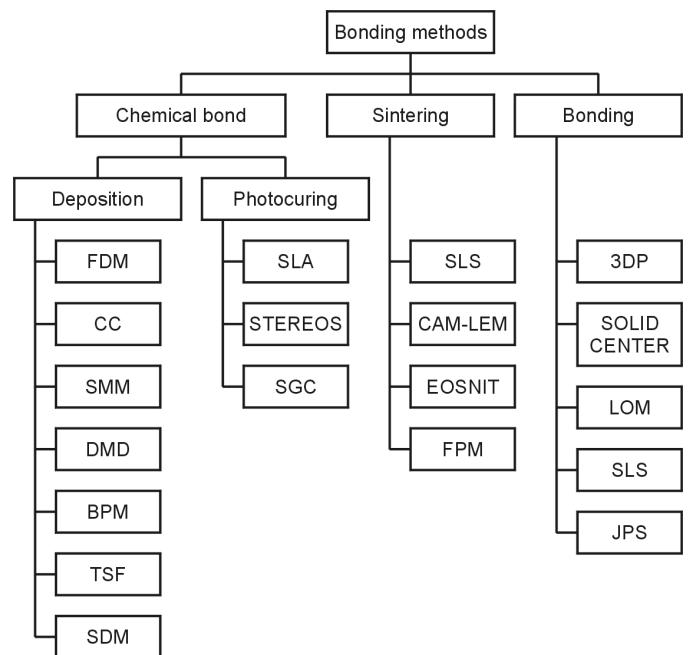 Bonding methods
Chemical bond
Sintering
Bonding
Deposition
Photocuring
FDM
CC
SMM
DMD
BPM
TSF
SDM
SLA
STEREOS
SGC
SLS
CAM-LEM
EOSNIT
FPM
3DP
SOLID
CENTER
LOM
SLS
JPS